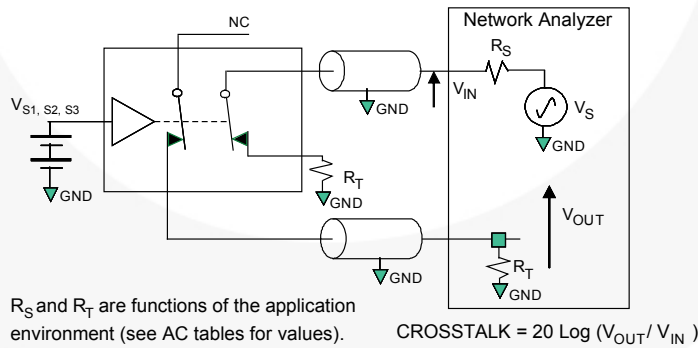 NC
Network Analyzer
R_S
V_IN
V_S
GND
GND
V_S1, S2, S3
GND
R_T
GND
V_OUT
GND
R_T
GND
R_S and R_T are functions of the application
environment (see AC tables for values).
CROSSTALK = 20 Log (V_OUT/ V_IN )